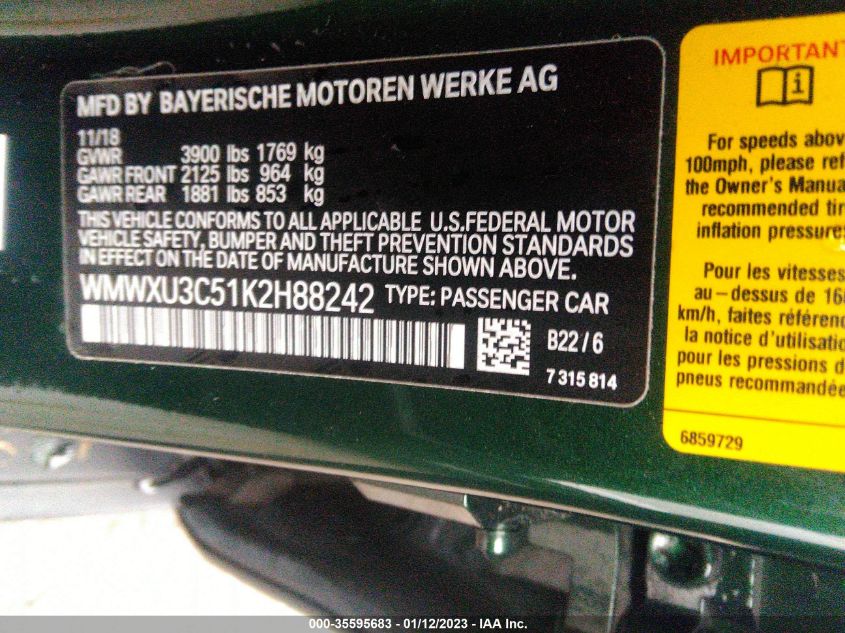 MFD BY BAYERISCHE MOTOREN WERKE AG
11/18
GVWR 3900 lbs 1769 kg
GAWR FRONT 2125 lbs 964 kg
GAWR REAR 1881 lbs 853 kg
THIS VEHICLE CONFORMS TO ALL APPLICABLE U.S.FEDERAL MOTOR
VEHICLE SAFETY, BUMPER AND THEFT PREVENTION STANDARDS
IN EFFECT ON THE DATE OF MANUFACTURE SHOWN ABOVE.
WMWXU3C51K2H88242 TYPE: PASSENGER CAR
B22/6
7 315 814
IMPORTANT
i
For speeds above
100mph, please ref
the Owner's Manua
recommended tir
inflation pressure
Pour les vitesses
au-dessus de 160
km/h, faites référenc
la notice d'utilisatio
pour les pressions d
pneus recommandée
6859729
000-35595683 - 01/12/2023 - IAA Inc.